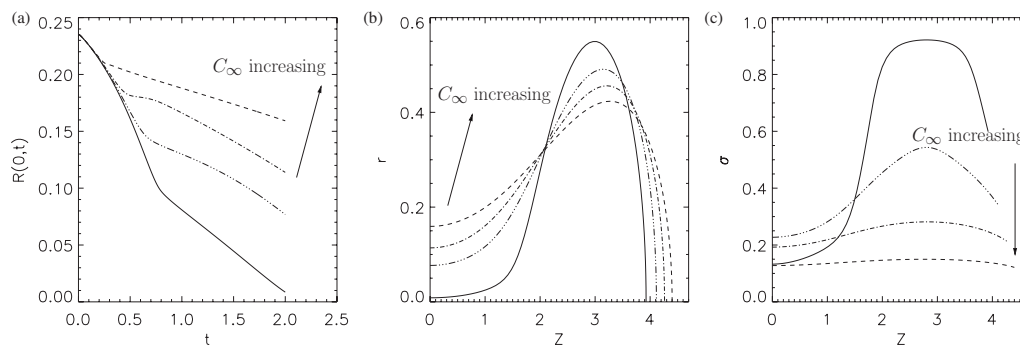 (a)
0.25
0.20
0.15
0.10
0.05
0.00
R(0,t)
C∞ increasing
0.0 0.5 1.0 1.5 2.0 2.5
t
(b)
r
0.6
0.4
0.2
0.0
C∞ increasing
0 1 2 3 4
Z
(c)
1.0
0.8
0.6
0.4
0.2
0.0
σ
C∞ increasing
0 1 2 3 4
Z